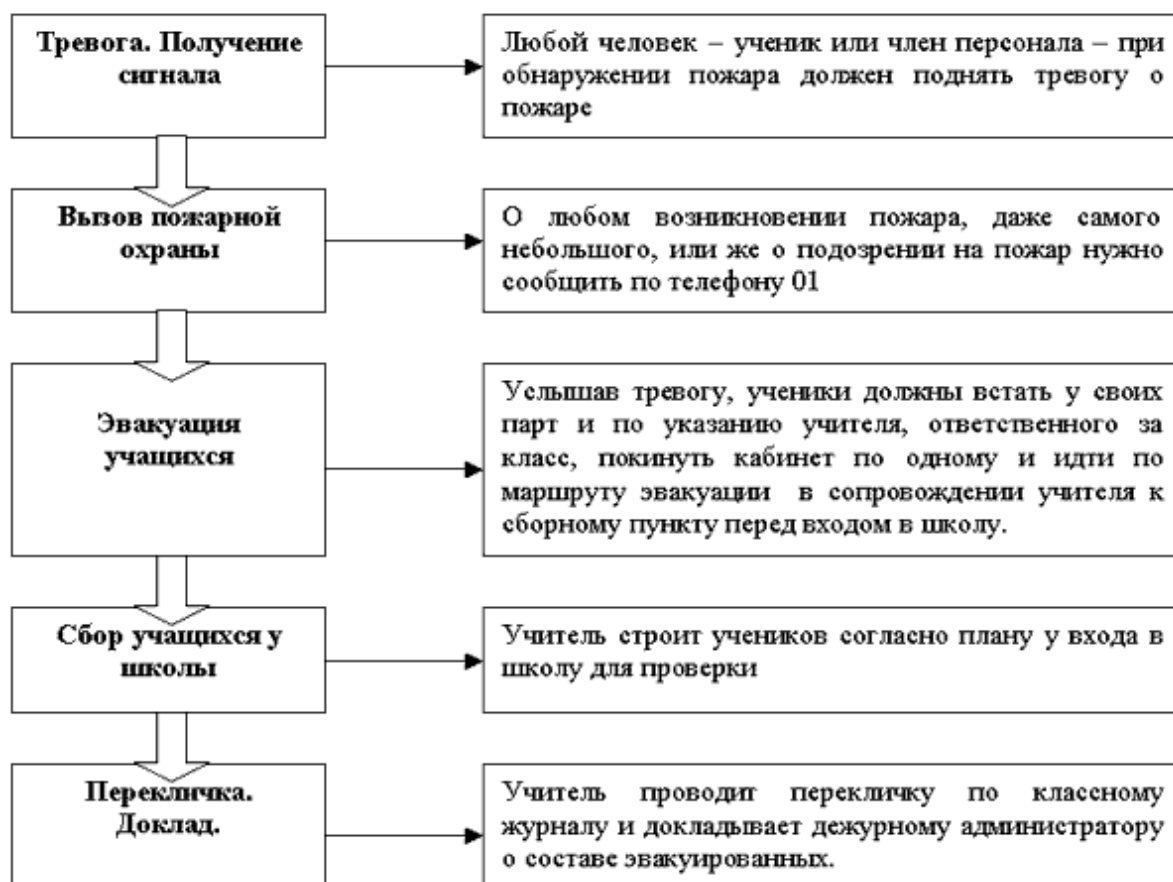 Тревога. Получение
сигнала
Любой человек – ученик или член персонала – при
обнаружении пожара должен поднять тревогу о
пожаре
Вызов пожарной
охраны
О любом возникновении пожара, даже самого
небольшого, или же о подозрении на пожар нужно
сообщить по телефону 01
Эвакуация
учащихся
Услышав тревогу, ученики должны встать у своих
парт и по указанию учителя, ответственного за
класс, покинуть кабинет по одному и идти по
маршруту эвакуации в сопровождении учителя к
сборному пункту перед входом в школу.
Сбор учащихся у
школы
Учитель строит учеников согласно плану у входа в
школу для проверки
Перекличка.
Доклад.
Учитель проводит перекличку по классному
журналу и докладывает дежурному администратору
о составе эвакуированных.